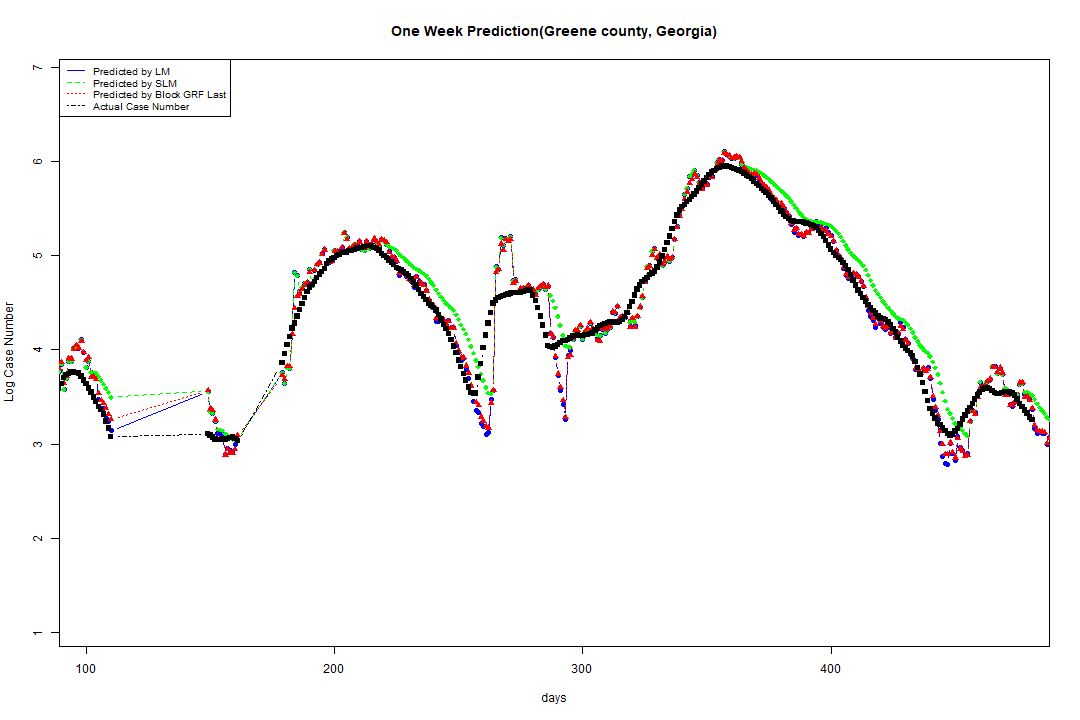 One Week Prediction(Greene county, Georgia)
Predicted by LM
Predicted by SLM
Predicted by Block GRF Last
Actual Case Number
7
6
5
4
3
2
1
Log Case Number
100 200 300 400
days